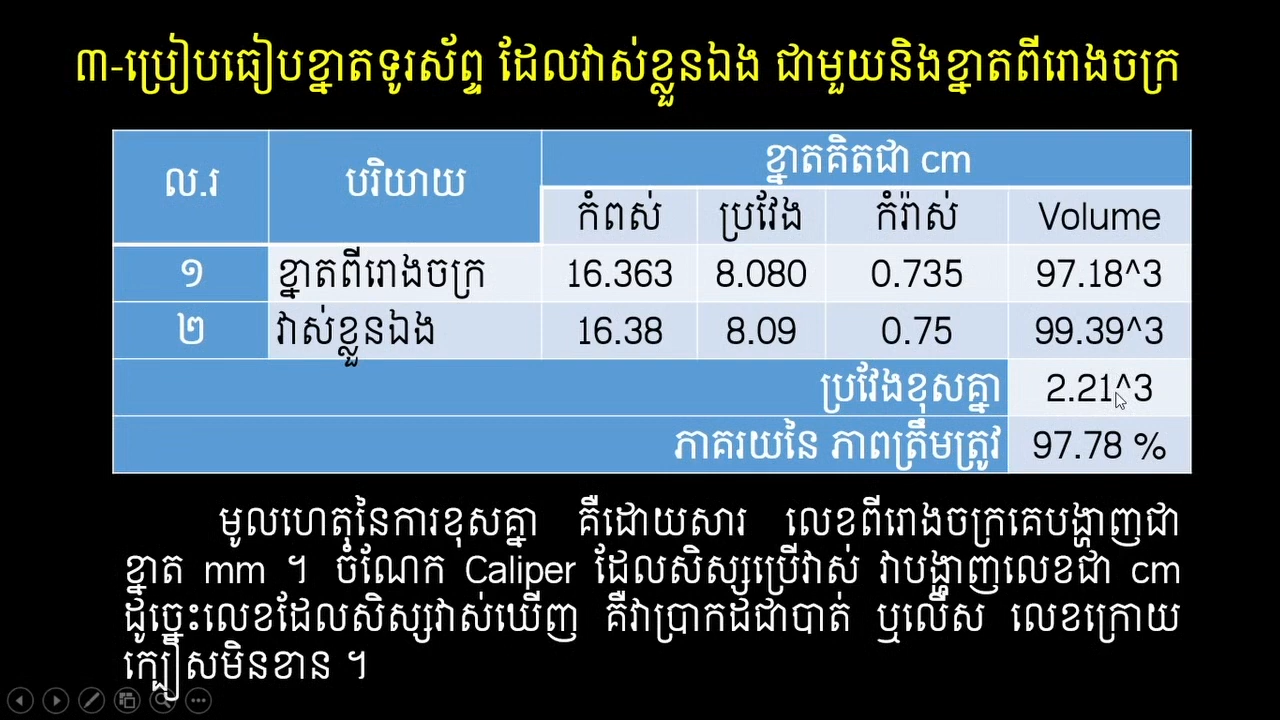 ៣-ប្រៀបធៀបខ្នាតទូរស័ព្ទ ដែលវាស់ខ្លួនឯង ជាមួយនិងខ្នាតពីរោងចក្រ
ល.រ បរិយាយ ខ្នាតគិតជា cm
កំពស់ ប្រវែង កំរ៉ាស់ Volume
១ ខ្នាតពីរោងចក្រ 16.363 8.080 0.735 97.18^3
២ វាស់ខ្លួនឯង 16.38 8.09 0.75 99.39^3
ប្រវែងខុសគ្នា 2.21^3
ភាគរយនៃ ភាពត្រឹមត្រូវ 97.78 %
មូលហេតុនៃការខុសគ្នា គឺដោយសារ លេខពីរោងចក្រគេបង្ហាញជា
ខ្នាត mm ។ ចំណែក Caliper ដែលសិស្សប្រើវាស់ វាបង្ហាញលេខជា cm
ដូច្នេះលេខដែលសិស្សវាស់ឃើញ គឺវាប្រាកដជាបាត់ ឬលើស លេខក្រោយ
ក្បៀសមិនខាន ។